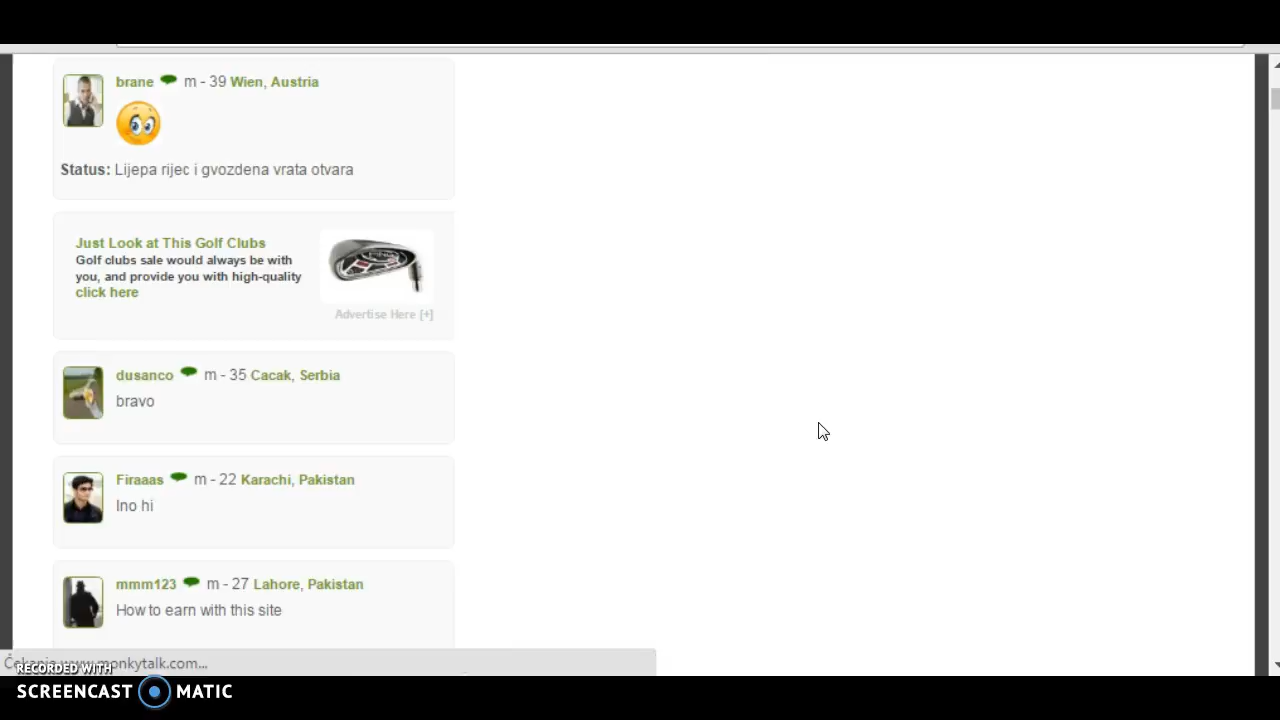 brane m - 39 Wien, Austria
Status: Lijepa rijec i gvozdena vrata otvara
Just Look at This Golf Clubs
Golf clubs sale would always be with
you, and provide you with high-quality
click here
PING
Advertise Here [+]
dusanco m - 35 Cacak, Serbia
bravo
Firaaas m - 22 Karachi, Pakistan
Ino hi
mmm123 m - 27 Lahore, Pakistan
How to earn with this site
RECORDED WITH
SCREENCAST MATIC